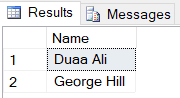 Results Messages
Name
1 Duaa Ali
2 George Hill